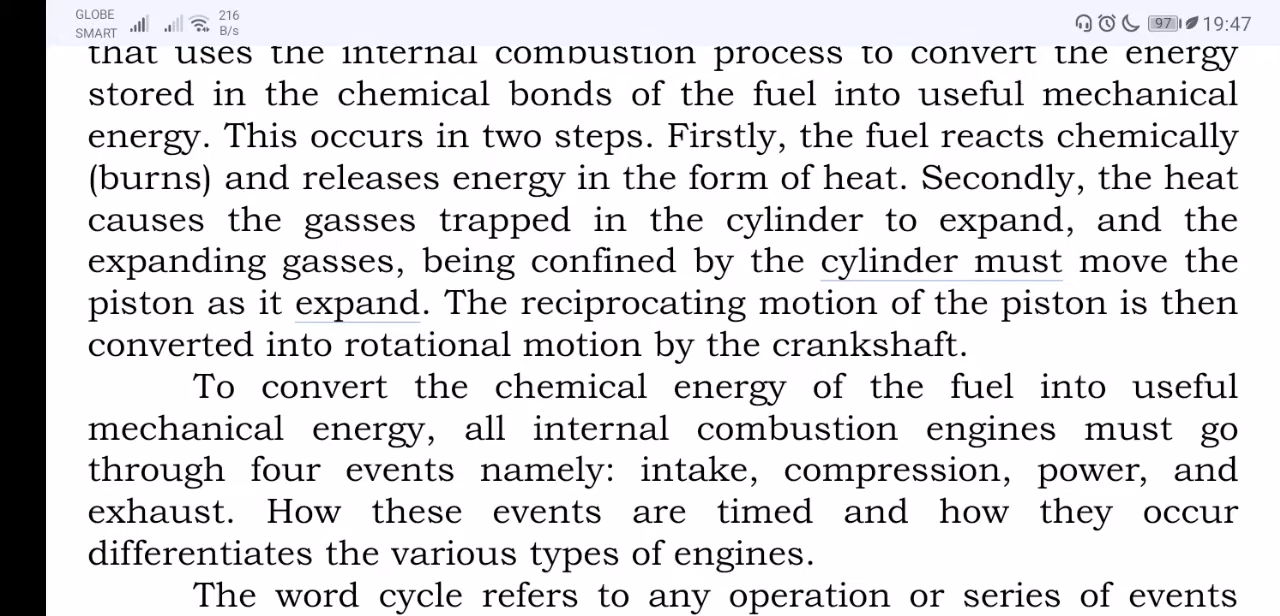 GLOBE
SMART
216
B/s
97
19:47
that uses the internal combustion process to convert the energy
stored in the chemical bonds of the fuel into useful mechanical
energy. This occurs in two steps. Firstly, the fuel reacts chemically
(burns) and releases energy in the form of heat. Secondly, the heat
causes the gasses trapped in the cylinder to expand, and the
expanding gasses, being confined by the cylinder must move the
piston as it expand. The reciprocating motion of the piston is then
converted into rotational motion by the crankshaft.
To convert the chemical energy of the fuel into useful
mechanical energy, all internal combustion engines must go
through four events namely: intake, compression, power, and
exhaust. How these events are timed and how they occur
differentiates the various types of engines.
The word cycle refers to any operation or series of events